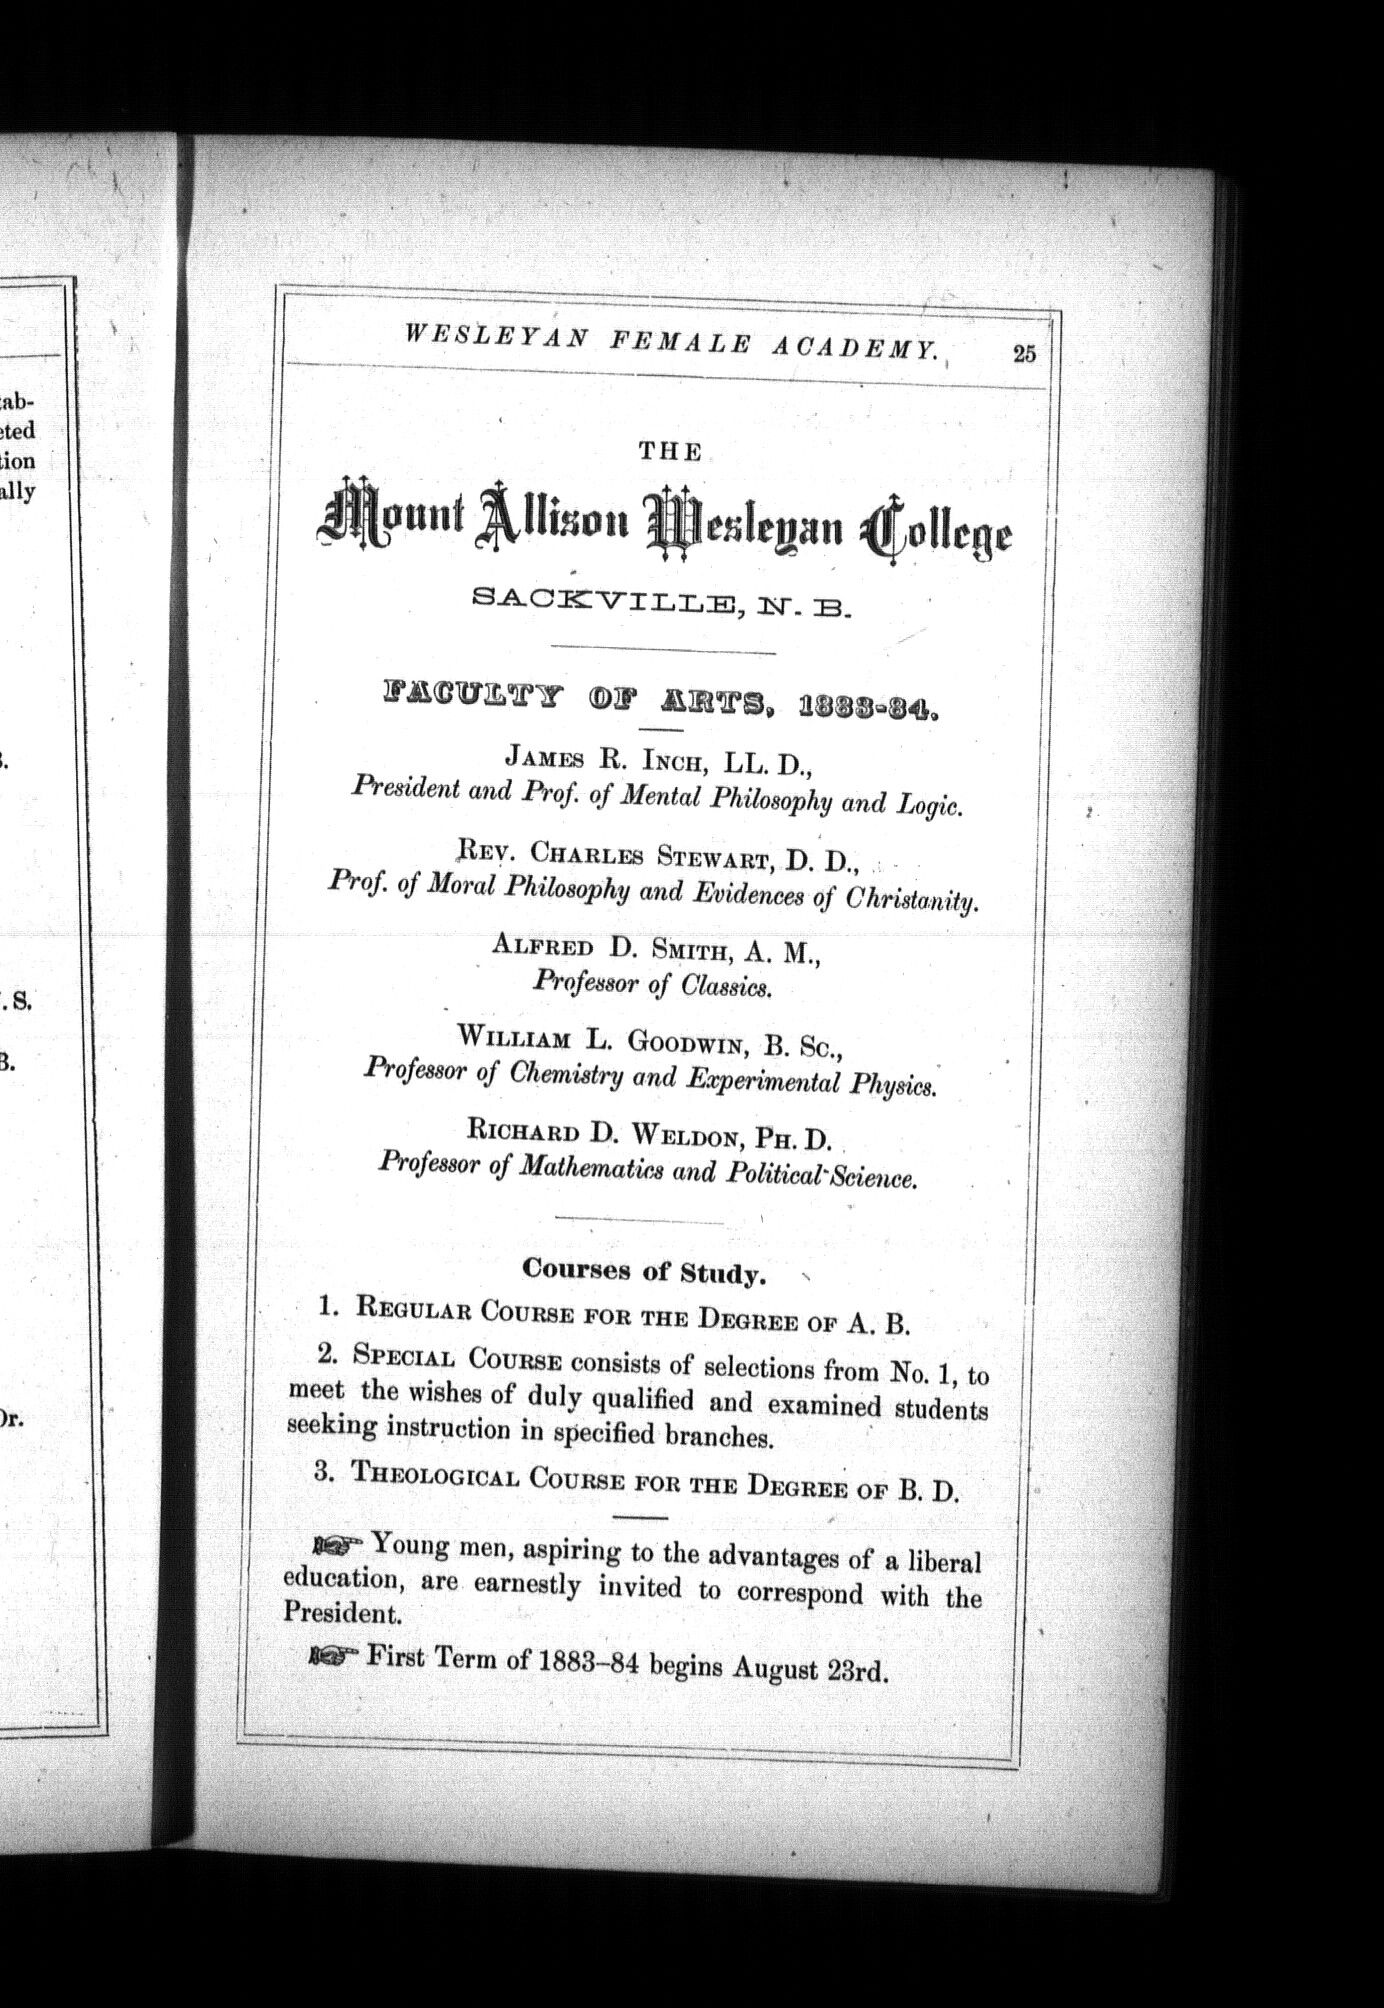 tab-
eted
tion
ally
S.
B.
Dr.
WESLEYAN FEMALE ACADEMY. 25
THE
Mount Allison Wesleyan College
SACKVILLE, N. B.
FACULTY OF ARTS, 1883-84.
JAMES R. INCH, LL. D.,
President and Prof. of Mental Philosophy and Logic.
REV. CHARLES STEWART, D. D.,
Prof. of Moral Philosophy and Evidences of Christanity.
ALFRED D. SMITH, A. M.,
Professor of Classics.
WILLIAM L. GOODWIN, B. Sc.,
Professor of Chemistry and Experimental Physics.
RICHARD D. WELDON, PH. D.
Professor of Mathematics and Political Science.
Courses of Study.
1. REGULAR COURSE FOR THE DEGREE OF A. B.
2. SPECIAL COURSE consists of selections from No. 1, to
meet the wishes of duly qualified and examined students
seeking instruction in specified branches.
3. THEOLOGICAL COURSE FOR THE DEGREE OF B. D.
☞ Young men, aspiring to the advantages of a liberal
education, are earnestly invited to correspond with the
President.
☞ First Term of 1883–84 begins August 23rd.